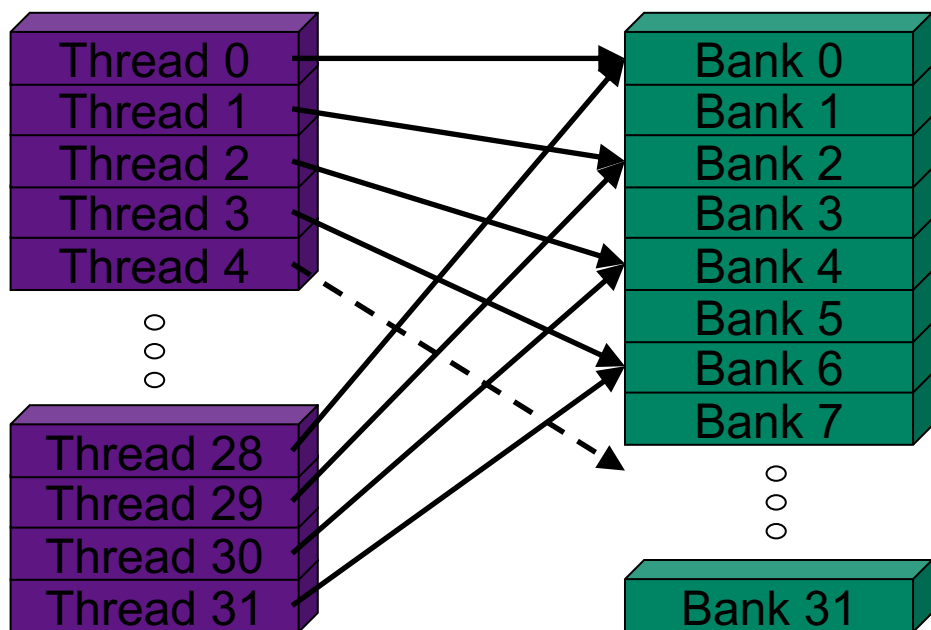 Thread 0
Thread 1
Thread 2
Thread 3
Thread 4
Thread 28
Thread 29
Thread 30
Thread 31
Bank 0
Bank 1
Bank 2
Bank 3
Bank 4
Bank 5
Bank 6
Bank 7
Bank 31